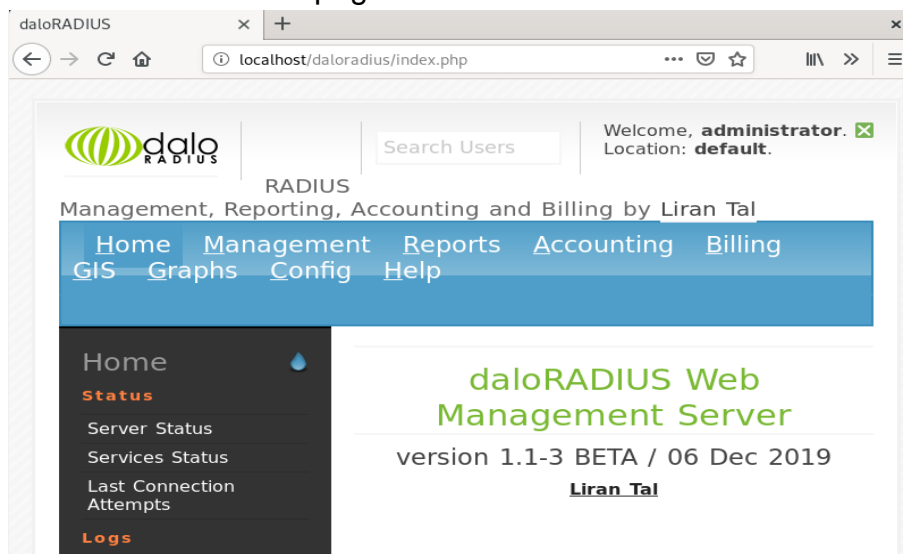 daloRADIUS
localhost/daloradius/index.php
dalo
RADIUS
Search Users
Welcome, administrator.
Location: default.
RADIUS
Management, Reporting, Accounting and Billing by Liran Tal
Home Management Reports Accounting Billing
GIS Graphs Config Help
Home
Status
Server Status
Services Status
Last Connection
Attempts
Logs
daloRADIUS Web
Management Server
version 1.1-3 BETA / 06 Dec 2019
Liran Tal